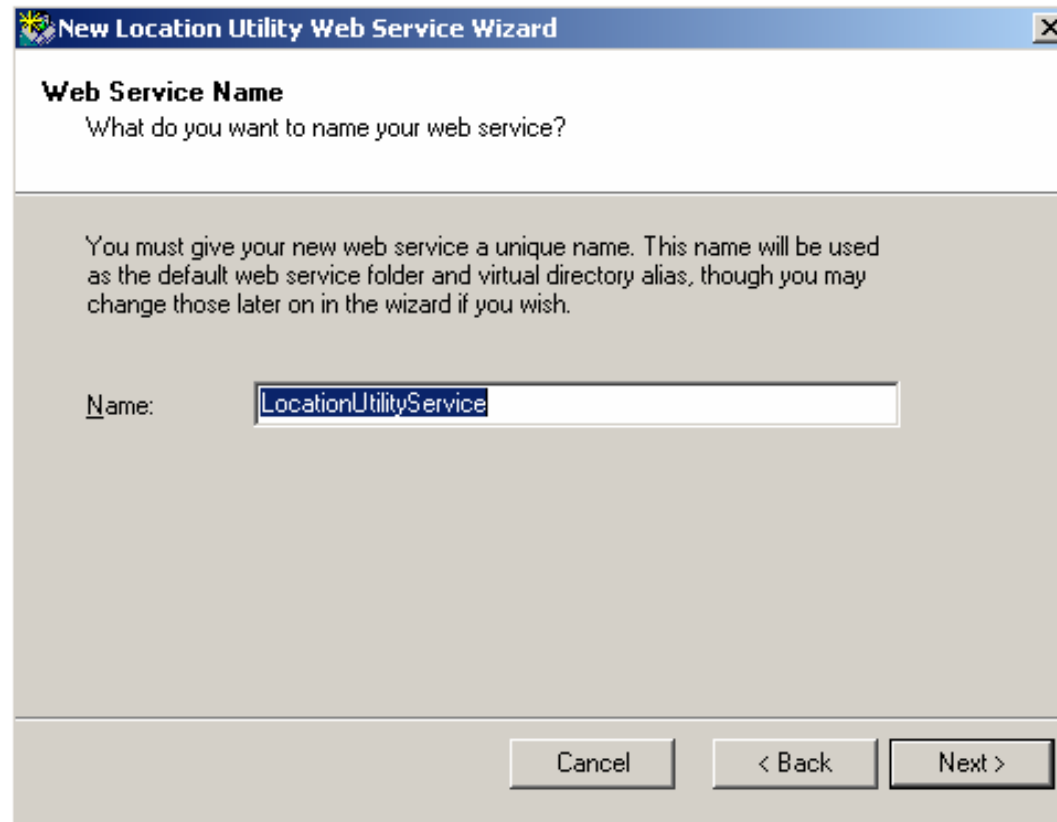 New Location Utility Web Service Wizard
Web Service Name
What do you want to name your web service?
You must give your new web service a unique name. This name will be used
as the default web service folder and virtual directory alias, though you may
change those later on in the wizard if you wish.
Name: LocationUtilityService
Cancel < Back Next >